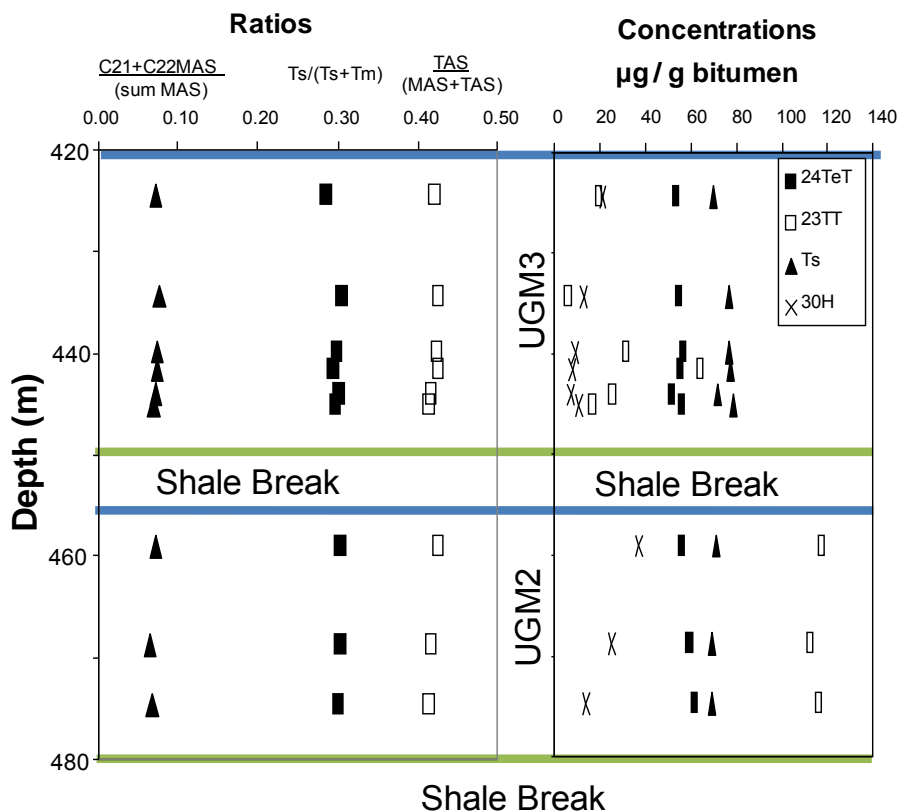 Ratios
Concentrations
µg / g bitumen
C21+C22MAS
(sum MAS)
Ts/(Ts+Tm)
TAS
(MAS+TAS)
0.00 0.10 0.20 0.30 0.40 0.50
0 20 40 60 80 100 120 140
420
440
460
480
Depth (m)
UGM3
24TeT
23TT
Ts
30H
Shale Break
Shale Break
UGM2
Shale Break